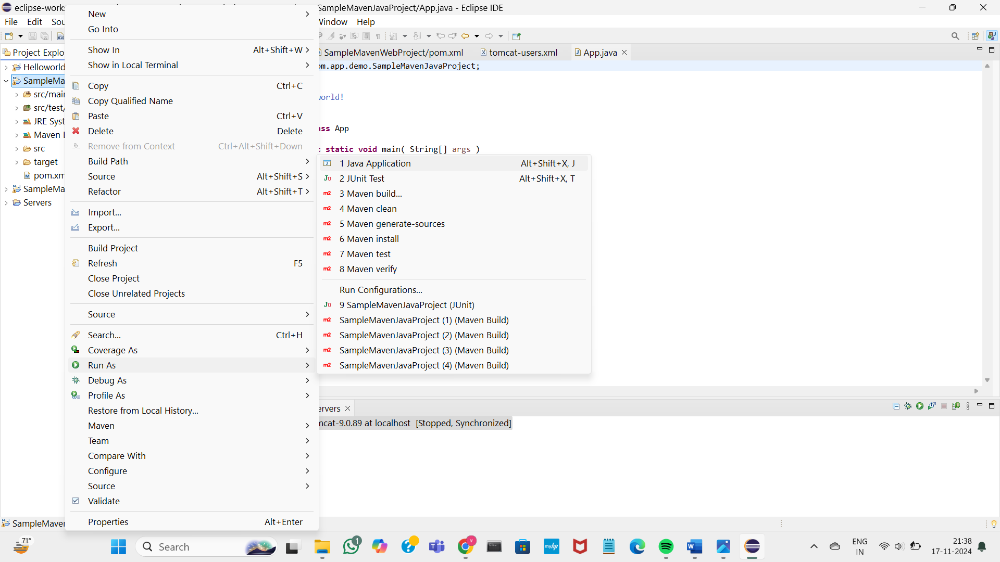 eclipse-works
SampleMavenJavaProject/App.java - Eclipse IDE
File Edit Sou
Window Help
Project Explo
Helloworld
SampleMa
src/mai
src/test/
JRE Syst
Maven
src
target
pom.xm
SampleMa
Servers
New
Go Into
Show In Alt+Shift+W
Show in Local Terminal
Copy Ctrl+C
Copy Qualified Name
Paste Ctrl+V
Delete Delete
Remove from Context Ctrl+Alt+Shift+Down
Build Path
Source Alt+Shift+S
Refactor Alt+Shift+T
Import...
Export...
Build Project
Refresh F5
Close Project
Close Unrelated Projects
Source
Search... Ctrl+H
Coverage As
Run As
Debug As
Profile As
Restore from Local History...
Maven
Team
Compare With
Configure
Source
Validate
Properties Alt+Enter
SampleMavenWebProject/pom.xml
tomcat-users.xml
App.java
om.app.demo.SampleMavenJavaProject;
world!
ass App
c static void main( String[] args )
1 Java Application Alt+Shift+X, J
2 JUnit Test Alt+Shift+X, T
3 Maven build...
4 Maven clean
5 Maven generate-sources
6 Maven install
7 Maven test
8 Maven verify
Run Configurations...
9 SampleMavenJavaProject (JUnit)
SampleMavenJavaProject (1) (Maven Build)
SampleMavenJavaProject (2) (Maven Build)
SampleMavenJavaProject (3) (Maven Build)
SampleMavenJavaProject (4) (Maven Build)
ervers
mcat-9.0.89 at localhost [Stopped, Synchronized]
SampleMaven
71°
Search
1
V
myhp
ENG
IN
21:38
17-11-2024